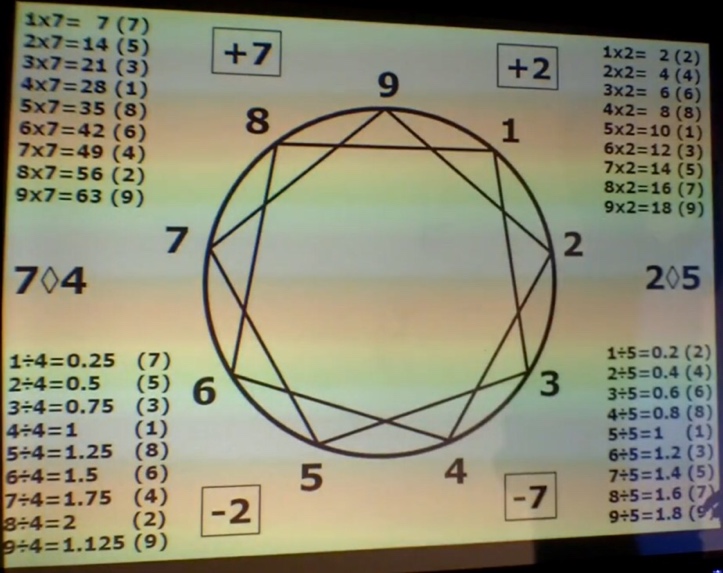 1x7= 7 (7)
2x7=14 (5)
3x7=21 (3)
4x7=28 (1)
5x7=35 (8)
6x7=42 (6)
7x7=49 (4)
8x7=56 (2)
9x7=63 (9)
+7
+2
1x2= 2 (2)
2x2= 4 (4)
3x2= 6 (6)
4x2= 8 (8)
5x2=10 (1)
6x2=12 (3)
7x2=14 (5)
8x2=16 (7)
9x2=18 (9)
9
8
1
7
2
7◊4
2◊5
6
3
5
4
1÷4=0.25 (7)
2÷4=0.5 (5)
3÷4=0.75 (3)
4÷4=1 (1)
5÷4=1.25 (8)
6÷4=1.5 (6)
7÷4=1.75 (4)
8÷4=2 (2)
9÷4=1.125 (9)
-2
-7
1÷5=0.2 (2)
2÷5=0.4 (4)
3÷5=0.6 (6)
4÷5=0.8 (8)
5÷5=1 (1)
6÷5=1.2 (3)
7÷5=1.4 (5)
8÷5=1.6 (7)
9÷5=1.8 (9)